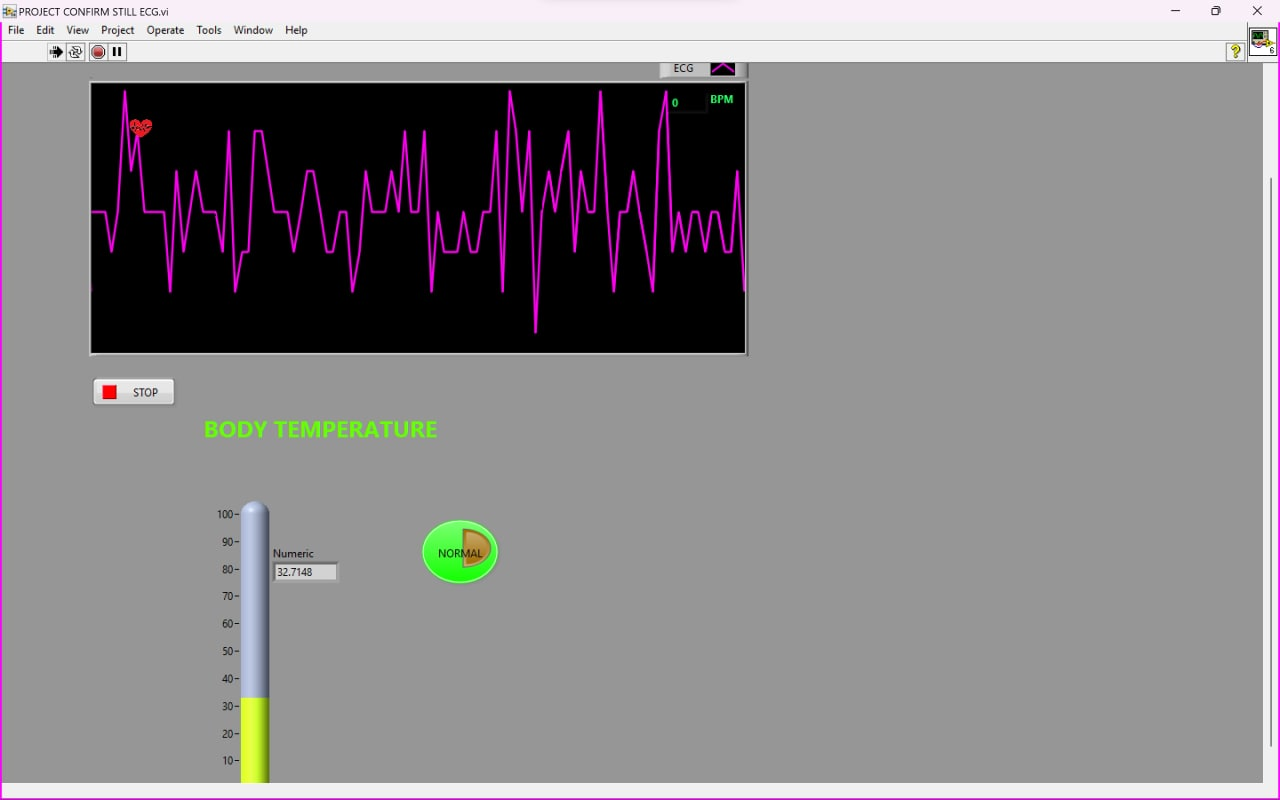 PROJECT CONFIRM STILL ECG.vi
File Edit View Project Operate Tools Window Help
?
6
ECG
0 BPM
STOP
BODY TEMPERATURE
100
90
Numeric
NORMAL
80
32.7148
70
60
50
40
30
20
10